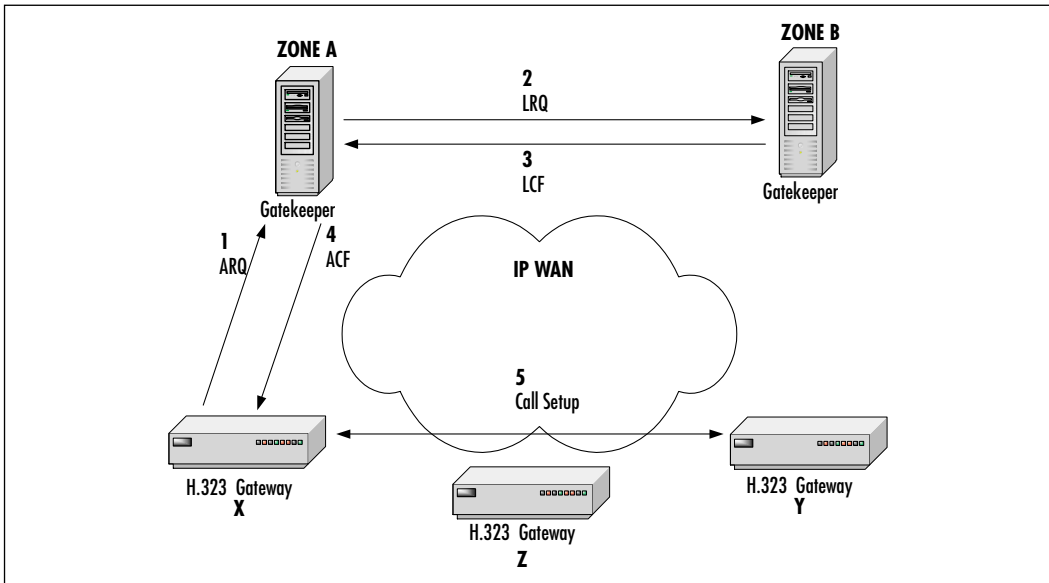 ZONE A
ZONE B
2
LRQ
3
LCF
Gatekeeper
Gatekeeper
1
ARQ
4
ACF
IP WAN
5
Call Setup
H.323 Gateway
X
H.323 Gateway
Y
H.323 Gateway
Z